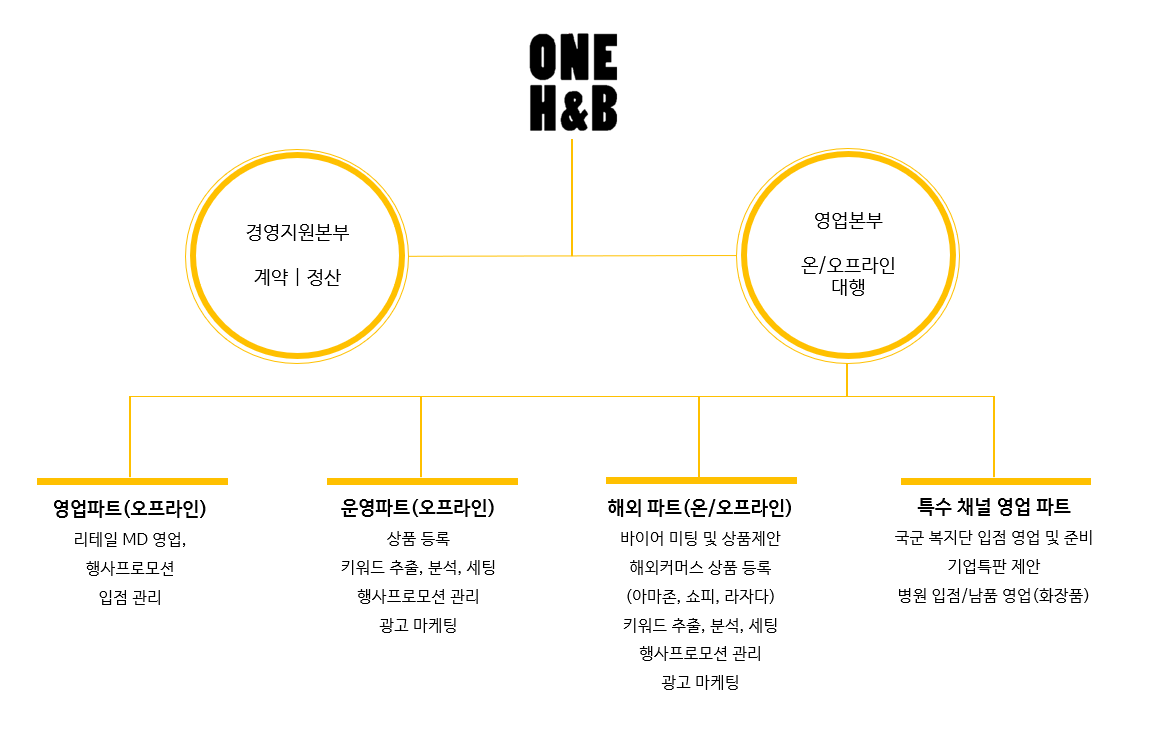 ONE
H&B
경영지원본부
계약 | 정산
영업본부
온/오프라인
대행
영업파트(오프라인)
리테일 MD 영업,
행사프로모션
입점 관리
운영파트(오프라인)
상품 등록
키워드 추출, 분석, 세팅
행사프로모션 관리
광고 마케팅
해외 파트(온/오프라인)
바이어 미팅 및 상품제안
해외커머스 상품 등록
(아마존, 쇼피, 라자다)
키워드 추출, 분석, 세팅
행사프로모션 관리
광고 마케팅
특수 채널 영업 파트
국군 복지단 입점 영업 및 준비
기업특판 제안
병원 입점/남품 영업(화장품)